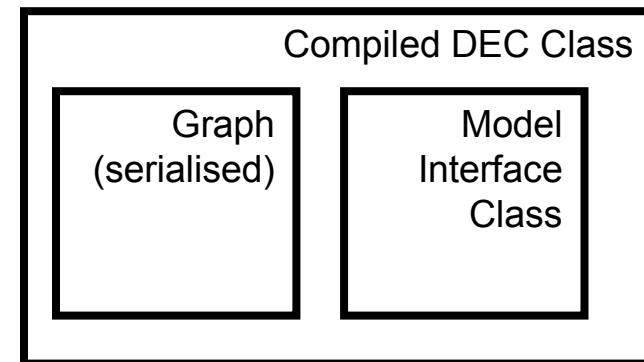 Compiled DEC Class
Graph
(serialised)
Model
Interface
Class